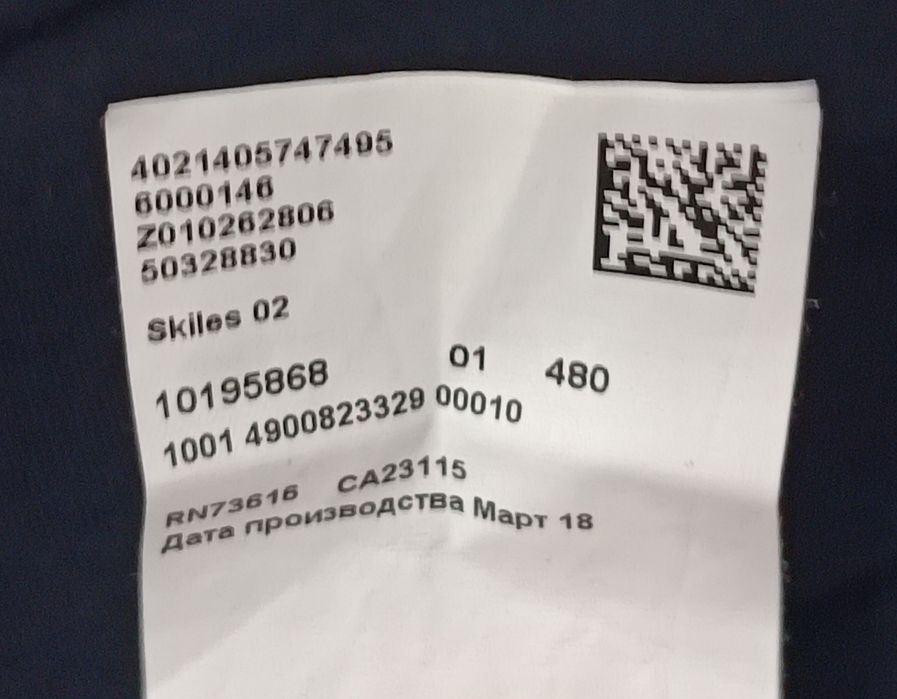 4021405747495
6000146
Z010262806
50328830
Skiles 02
10195868 01 480
1001 4900823329 00010
RN73616 CA23115
Дата производства Март 18